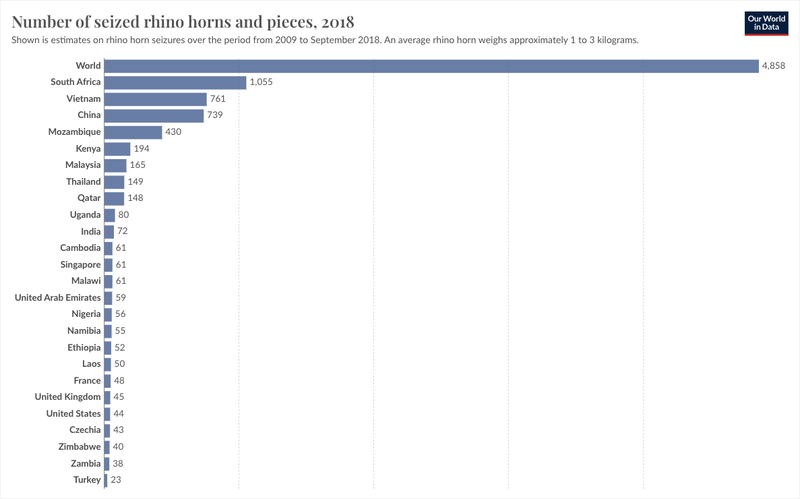 Number of seized rhino horns and pieces, 2018
Our World
in Data
Shown is estimates on rhino horn seizures over the period from 2009 to September 2018. An average rhino horn weighs approximately 1 to 3 kilograms.
World 4,858
South Africa 1,055
Vietnam 761
China 739
Mozambique 430
Kenya 194
Malaysia 165
Thailand 149
Qatar 148
Uganda 80
India 72
Cambodia 61
Singapore 61
Malawi 61
United Arab Emirates 59
Nigeria 56
Namibia 55
Ethiopia 52
Laos 50
France 48
United Kingdom 45
United States 44
Czechia 43
Zimbabwe 40
Zambia 38
Turkey 23